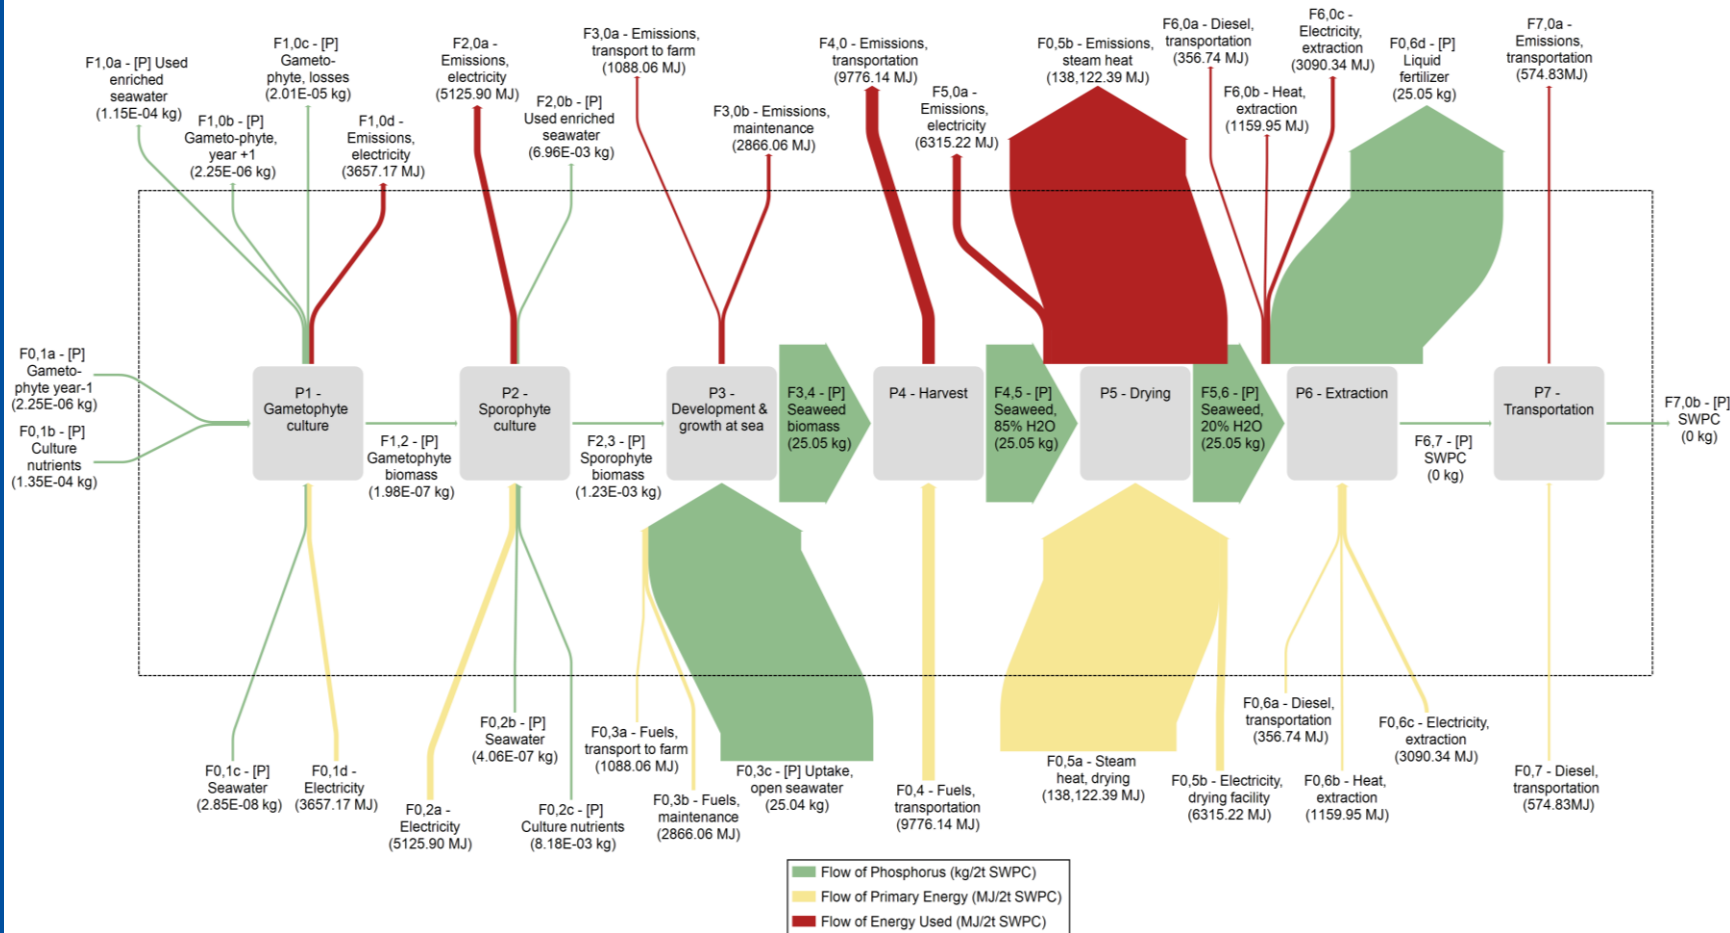 F1,0a - [P] Used
enriched
seawater
(1.15E-04 kg)
F1,0b - [P]
Gameto-phyte,
year +1
(2.25E-06 kg)
F1,0c - [P]
Gameto-
phyte, losses
(2.01E-05 kg)
F1,0d -
Emissions,
electricity
(3657.17 MJ)
F2,0a -
Emissions,
electricity
(5125.90 MJ)
F2,0b - [P]
Used enriched
seawater
(6.96E-03 kg)
F3,0a - Emissions,
transport to farm
(1088.06 MJ)
F3,0b - Emissions,
maintenance
(2866.06 MJ)
F4,0 - Emissions,
transportation
(9776.14 MJ)
F5,0a -
Emissions,
electricity
(6315.22 MJ)
F0,5b - Emissions,
steam heat
(138,122.39 MJ)
F6,0a - Diesel,
transportation
(356.74 MJ)
F6,0b - Heat,
extraction
(1159.95 MJ)
F6,0c -
Electricity,
extraction
(3090.34 MJ)
F0,6d - [P]
Liquid
fertilizer
(25.05 kg)
F7,0a -
Emissions,
transportation
(574.83MJ)
F0,1a - [P]
Gameto-
phyte year-1
(2.25E-06 kg)
F0,1b - [P]
Culture
nutrients
(1.35E-04 kg)
P1 -
Gametophyte
culture
F1,2 - [P]
Gametophyte
biomass
(1.98E-07 kg)
P2 -
Sporophyte
culture
F2,3 - [P]
Sporophyte
biomass
(1.23E-03 kg)
P3 -
Development &
growth at sea
F3,4 - [P]
Seaweed
biomass
(25.05 kg)
P4 - Harvest
F4,5 - [P]
Seaweed,
85% H2O
(25.05 kg)
P5 - Drying
F5,6 - [P]
Seaweed,
20% H2O
(25.05 kg)
P6 - Extraction
F6,7 - [P]
SWPC
(0 kg)
P7 -
Transportation
F7,0b - [P]
SWPC
(0 kg)
F0,1c - [P]
Seawater
(2.85E-08 kg)
F0,1d -
Electricity
(3657.17 MJ)
F0,2a -
Electricity
(5125.90 MJ)
F0,2b - [P]
Seawater
(4.06E-07 kg)
F0,2c - [P]
Culture nutrients
(8.18E-03 kg)
F0,3a - Fuels,
transport to farm
(1088.06 MJ)
F0,3b - Fuels,
maintenance
(2866.06 MJ)
F0,3c - [P] Uptake,
open seawater
(25.04 kg)
F0,4 - Fuels,
transportation
(9776.14 MJ)
F0,5a - Steam
heat, drying
(138,122.39 MJ)
F0,5b - Electricity,
drying facility
(6315.22 MJ)
F0,6a - Diesel,
transportation
(356.74 MJ)
F0,6b - Heat,
extraction
(1159.95 MJ)
F0,6c - Electricity,
extraction
(3090.34 MJ)
F0,7 - Diesel,
transportation
(574.83MJ)
Flow of Phosphorus (kg/2t SWPC)
Flow of Primary Energy (MJ/2t SWPC)
Flow of Energy Used (MJ/2t SWPC)